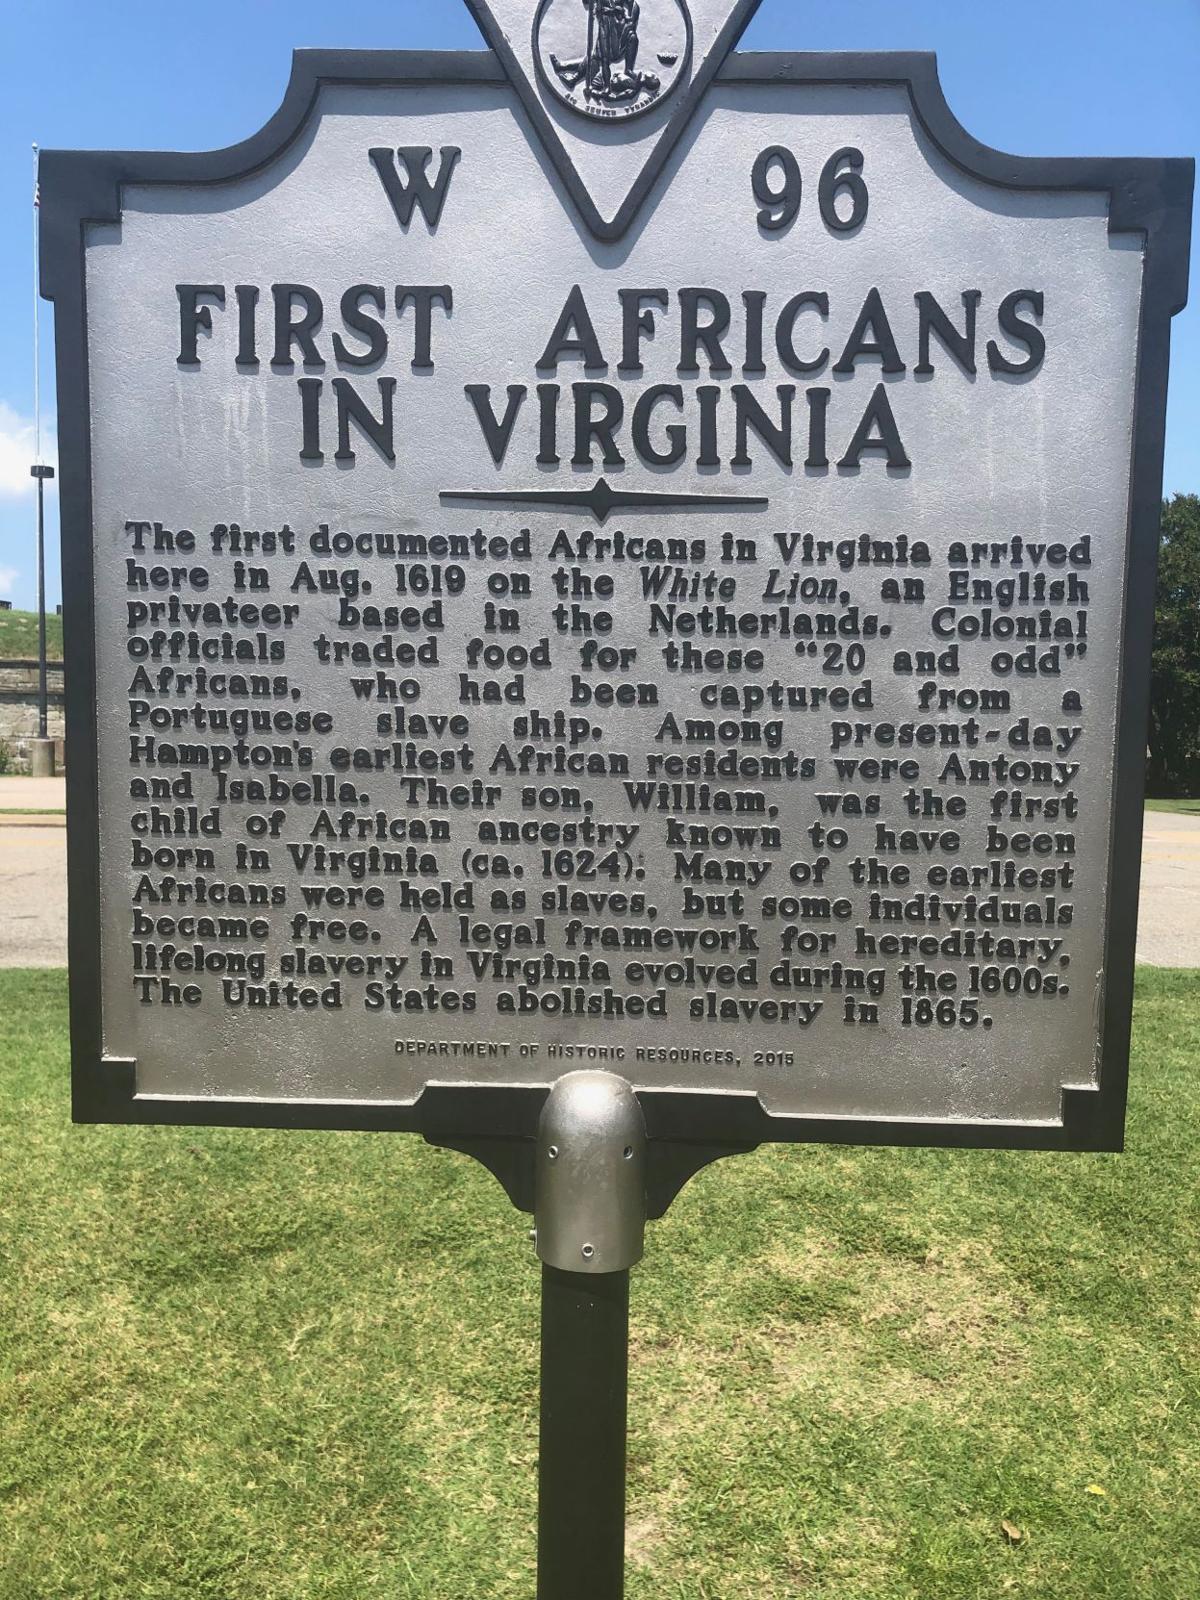 SIC SEMPER TYRANNIS
W 96
FIRST AFRICANS
IN VIRGINIA
The first documented Africans in Virginia arrived
here in Aug. 1619 on the White Lion, an English
privateer based in the Netherlands. Colonial
officials traded food for these “20 and odd”
Africans, who had been captured from a
Portuguese slave ship. Among present-day
Hampton's earliest African residents were Antony
and Isabella. Their son, William, was the first
child of African ancestry known to have been
born in Virginia (ca. 1624). Many of the earliest
Africans were held as slaves, but some individuals
became free. A legal framework for hereditary,
lifelong slavery in Virginia evolved during the 1600s.
The United States abolished slavery in 1865.
DEPARTMENT OF HISTORIC RESOURCES, 2015